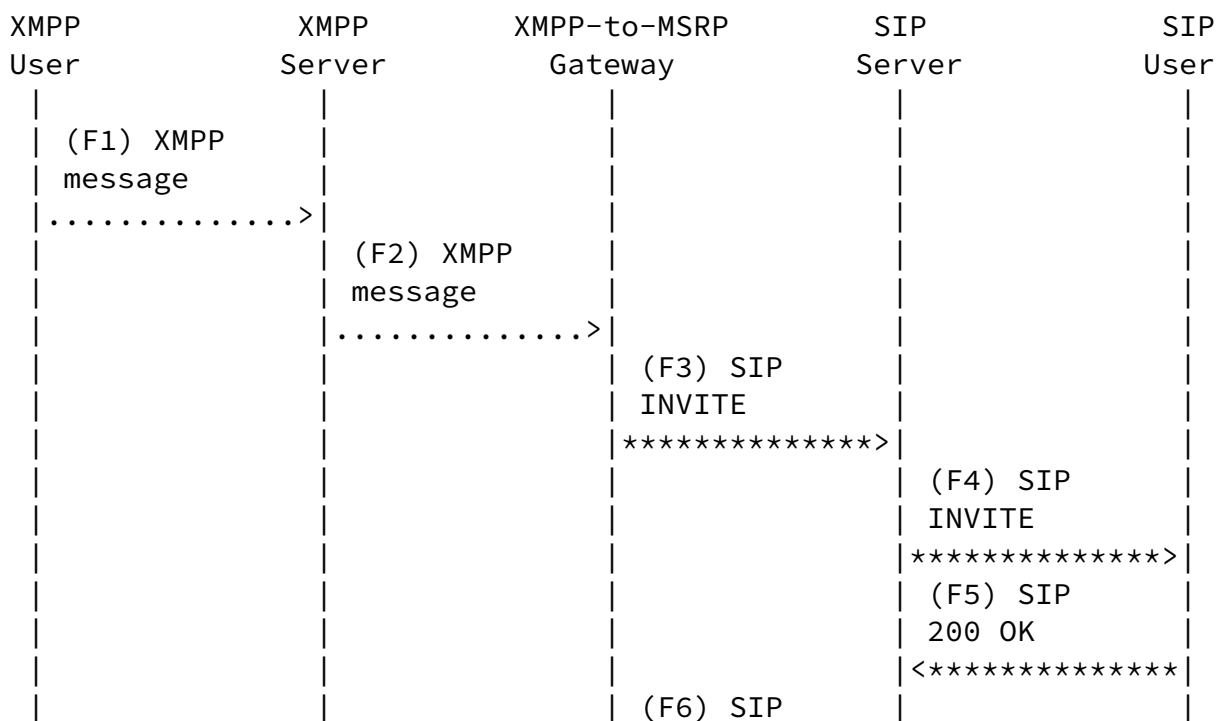 XMPP XMPP XMPP-to-MSRP SIP SIP
User Server Gateway Server User
(F1) XMPP
message
..............>
(F2) XMPP
message
..............>
(F3) SIP
INVITE
**************>
(F4) SIP
INVITE
**************>
(F5) SIP
200 OK
<**************
(F6) SIP